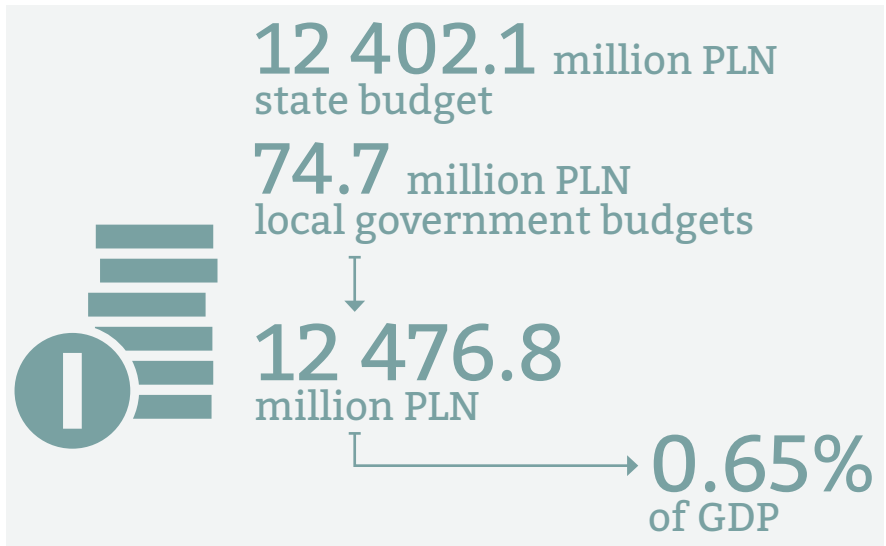 12 402.1 million PLN
state budget
74.7 million PLN
local government budgets
12 476.8
million PLN
0.65%
of GDP